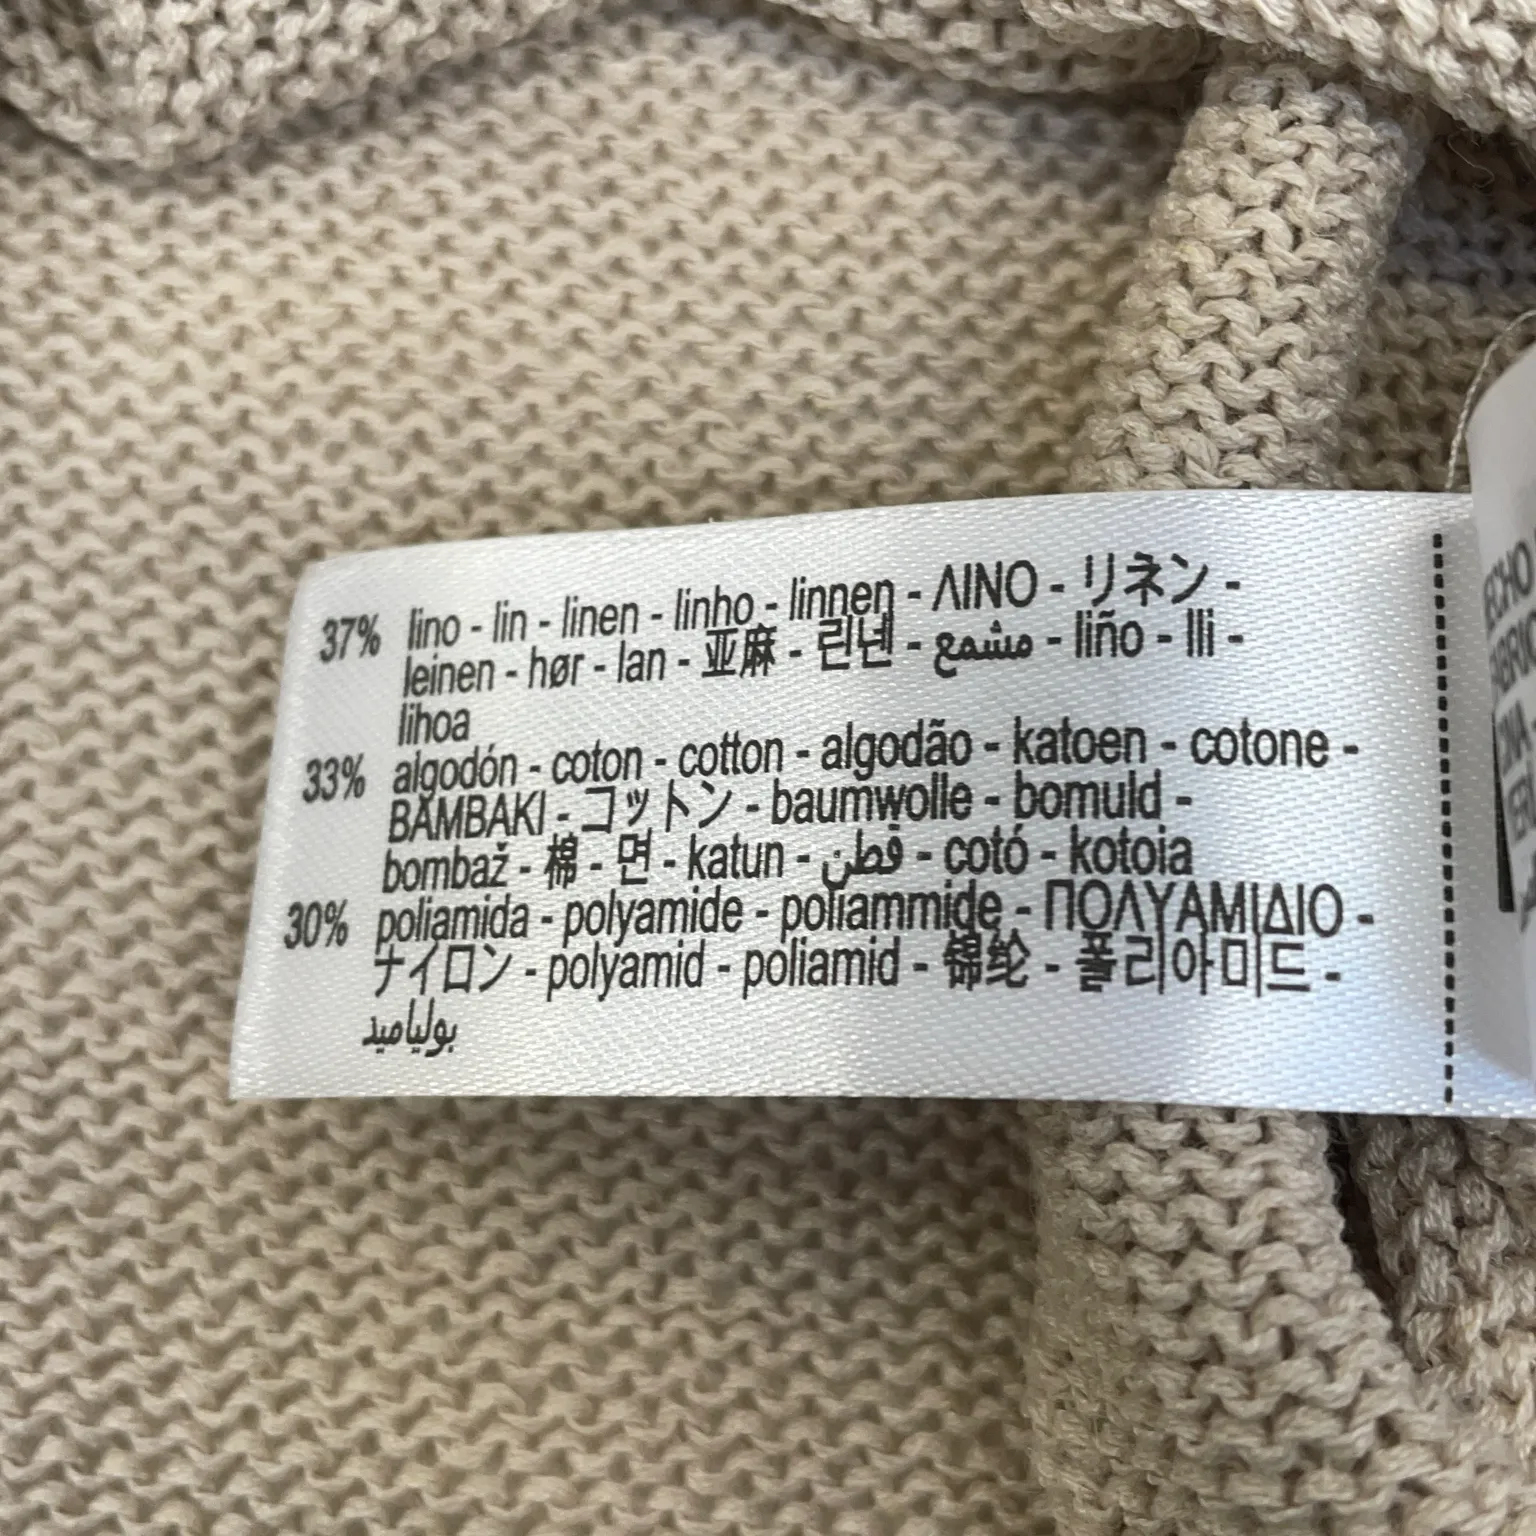 37% lino - lin - linen - linho - linnen - ΛΙΝΟ - リネン -
leinen - hør - lan - 亚麻 - 린넨 - مشمع - liño - lli -
lihoa
33% algodón - coton - cotton - algodão - katoen - cotone -
BAMBAKI - コットン - baumwolle - bomuld -
bombaž - 棉 - 면 - katun - قطن - cotó - kotoia
30% poliamida - polyamide - poliammide - ΠΟΛΥΑΜΙΔΙΟ -
ナイロン - polyamid - poliamid - 锦纶 - 폴리아미드 -
بولياميد